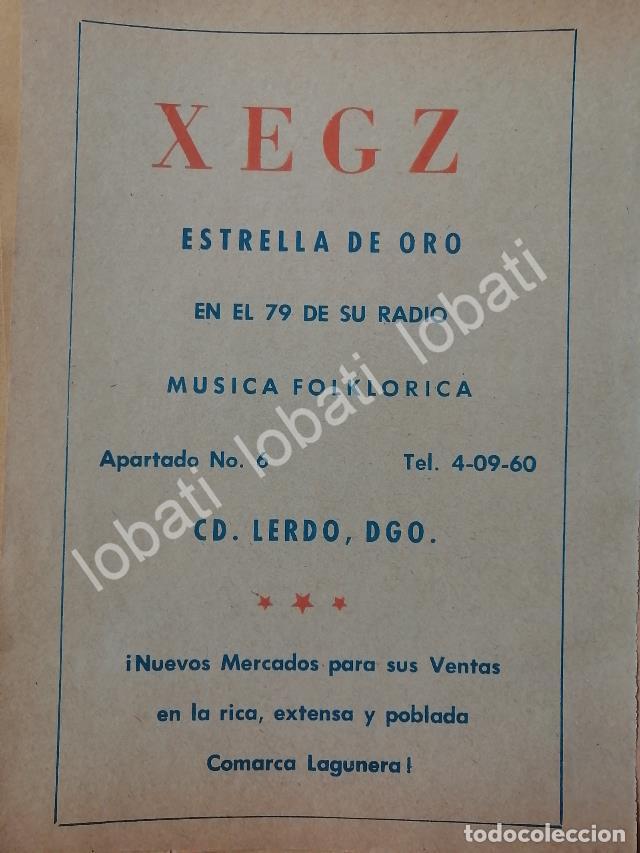 XEGZ
ESTRELLA DE ORO
EN EL 79 DE SU RADIO
MUSICA FOLKLORICA
Apartado No. 6 Tel. 4-09-60
CD. LERDO, DGO.
¡Nuevos Mercados para sus Ventas
en la rica, extensa y poblada
Comarca Lagunera!
lobati lobati lobati
todocoleccion